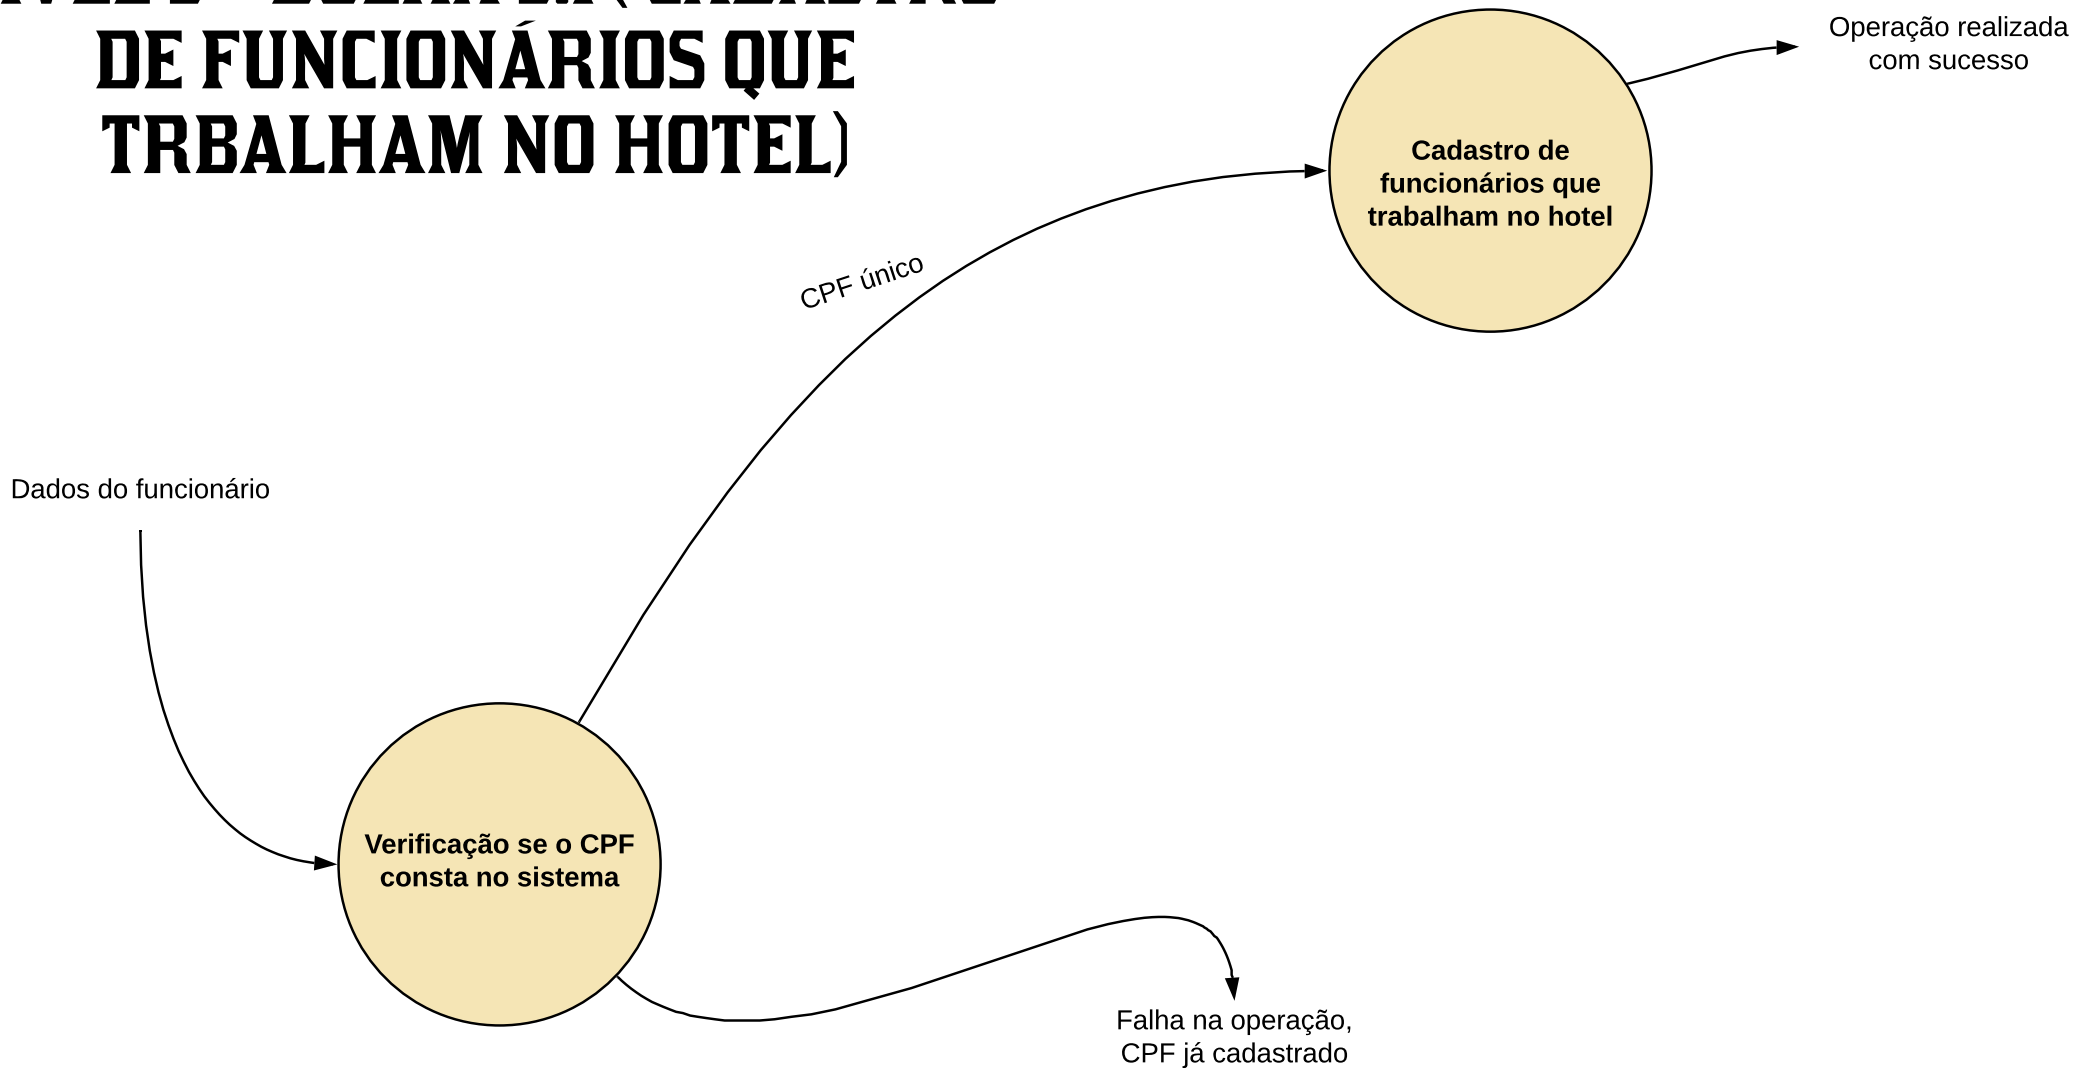 DE FUNCIONÁRIOS QUE
TRBALHAM NO HOTEL)
Operação realizada
com sucesso
Cadastro de
funcionários que
trabalham no hotel
CPF único
Dados do funcionário
Verificação se o CPF
consta no sistema
Falha na operação,
CPF já cadastrado